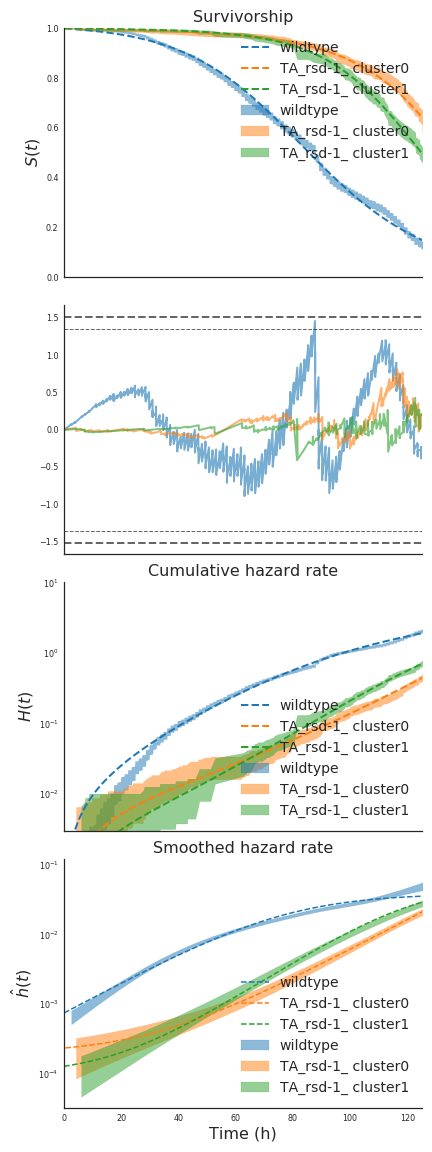 Survivorship
1.0
0.8
0.6
0.4
0.2
0.0
S(t)
wildtype
TA_rsd-1_ cluster0
TA_rsd-1_ cluster1
wildtype
TA_rsd-1_ cluster0
TA_rsd-1_ cluster1
1.5
1.0
0.5
0.0
−0.5
−1.0
−1.5
Cumulative hazard rate
10¹
10⁰
10⁻¹
10⁻²
H(t)
wildtype
TA_rsd-1_ cluster0
TA_rsd-1_ cluster1
wildtype
TA_rsd-1_ cluster0
TA_rsd-1_ cluster1
Smoothed hazard rate
10⁻¹
10⁻²
10⁻³
10⁻⁴
ĥ(t)
wildtype
TA_rsd-1_ cluster0
TA_rsd-1_ cluster1
wildtype
TA_rsd-1_ cluster0
TA_rsd-1_ cluster1
0 20 40 60 80 100 120
Time (h)